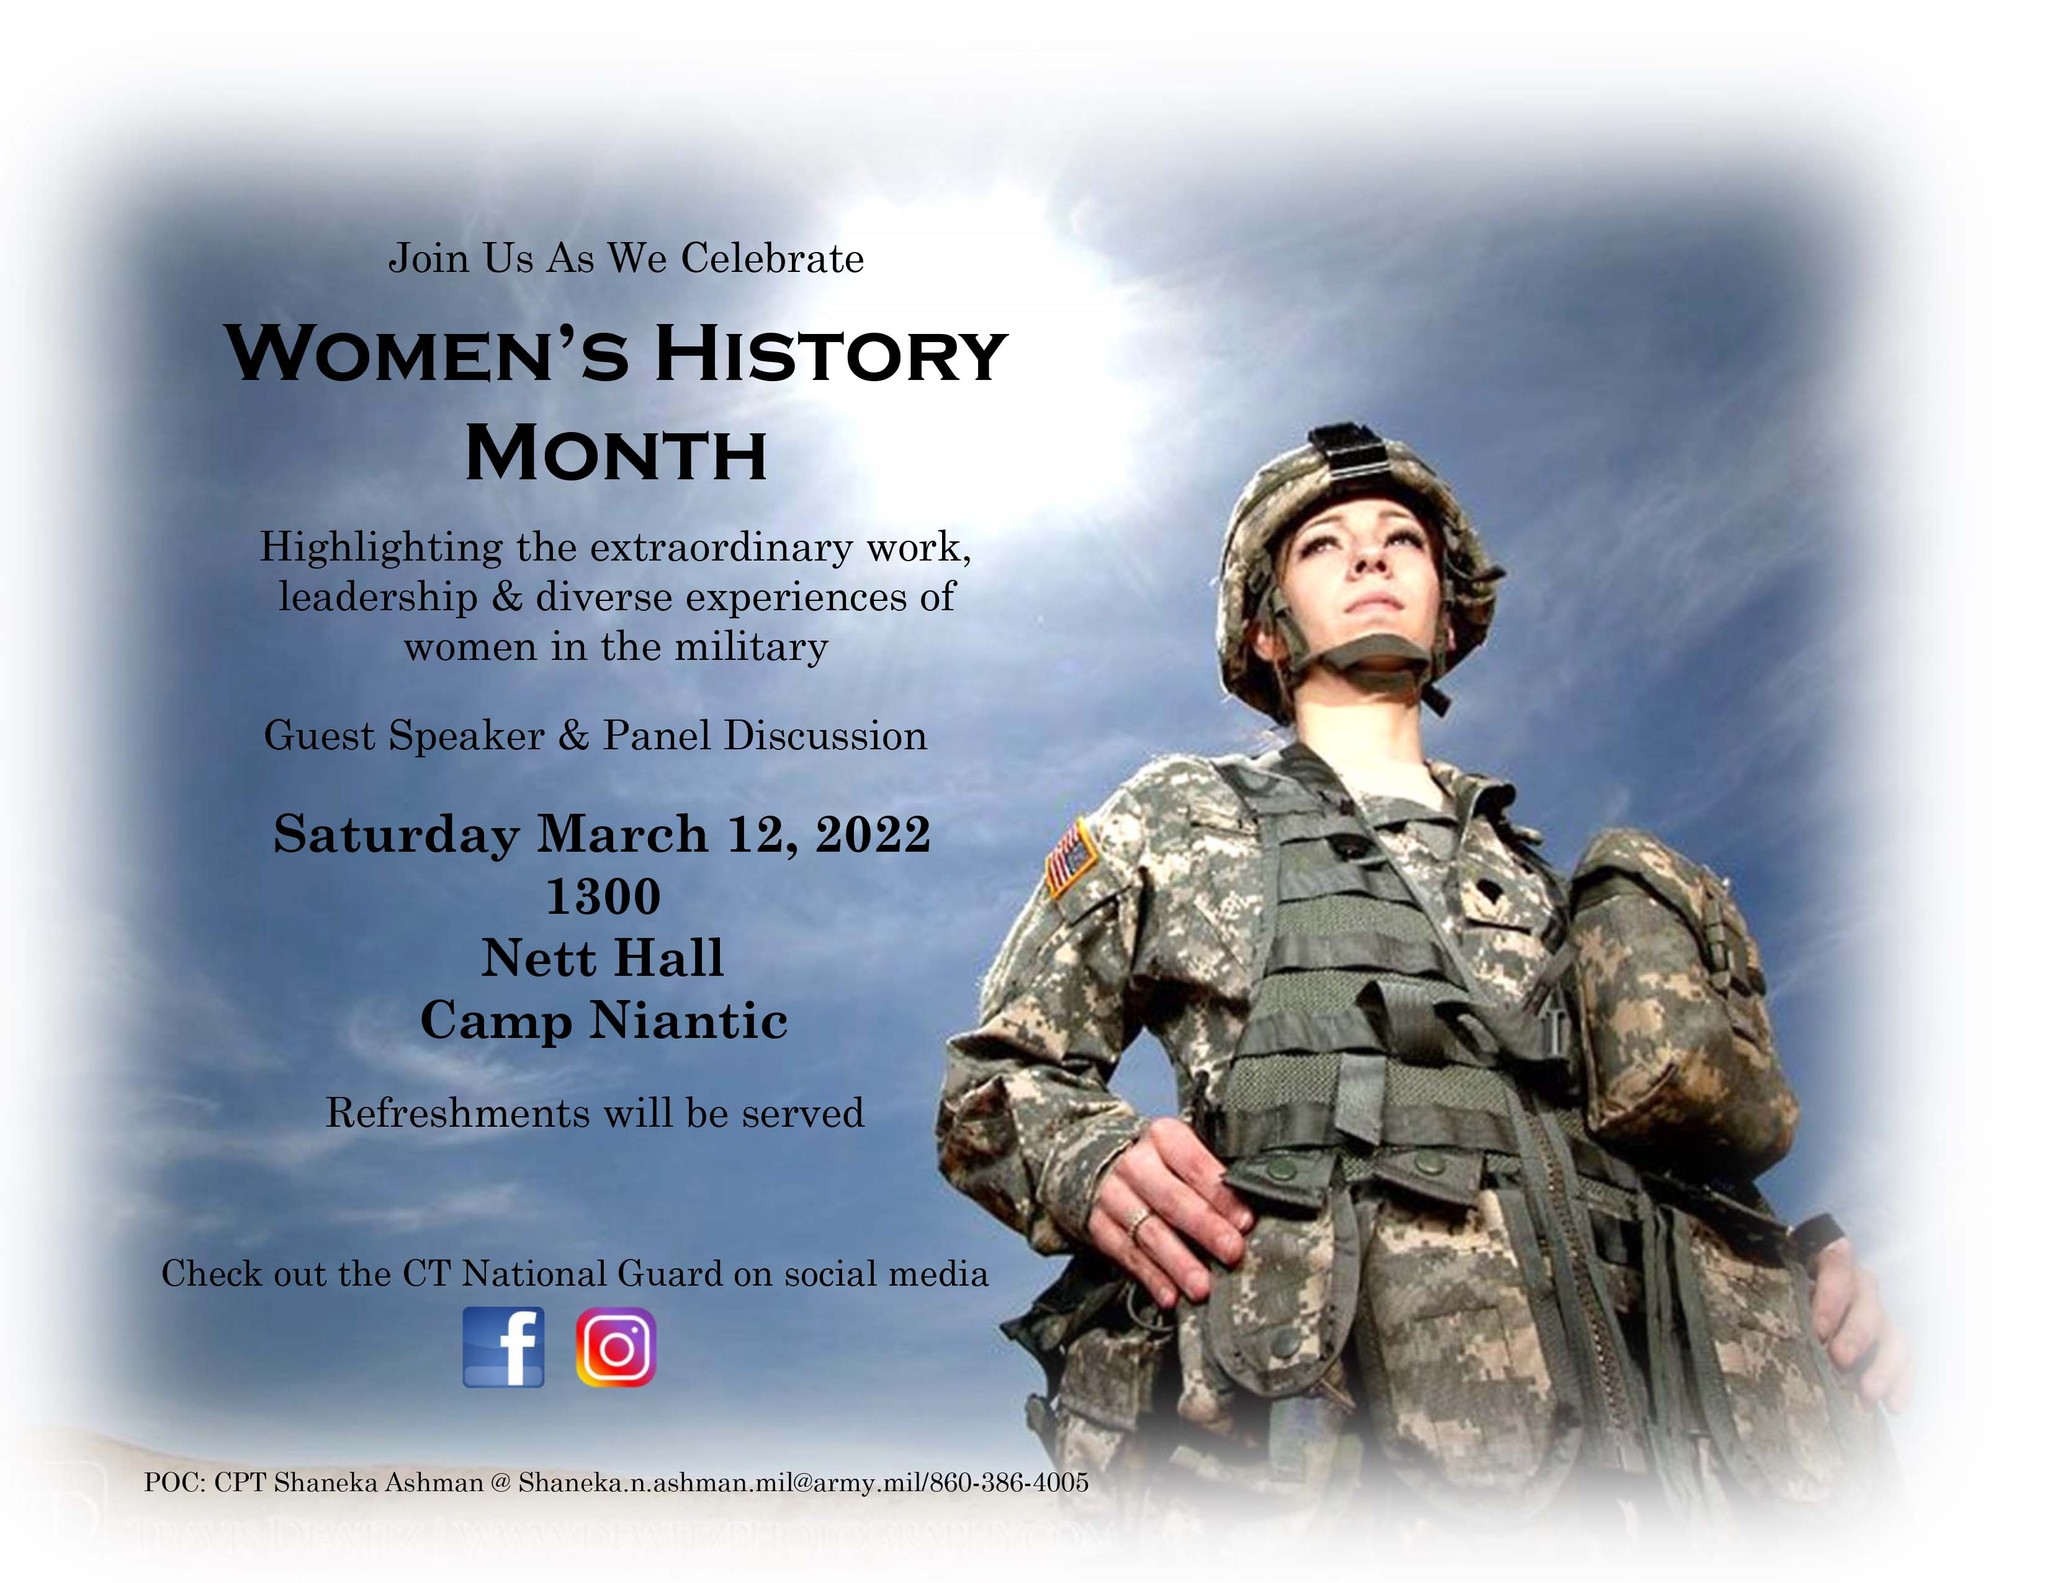 Join Us As We Celebrate
Women's History
Month
Highlighting the extraordinary work,
leadership & diverse experiences of
women in the military
Guest Speaker & Panel Discussion
Saturday March 12, 2022
1300
Nett Hall
Camp Niantic
Refreshments will be served
Check out the CT National Guard on social media
POC: CPT Shaneka Ashman @ Shaneka.n.ashman.mil@army.mil/860-386-4005